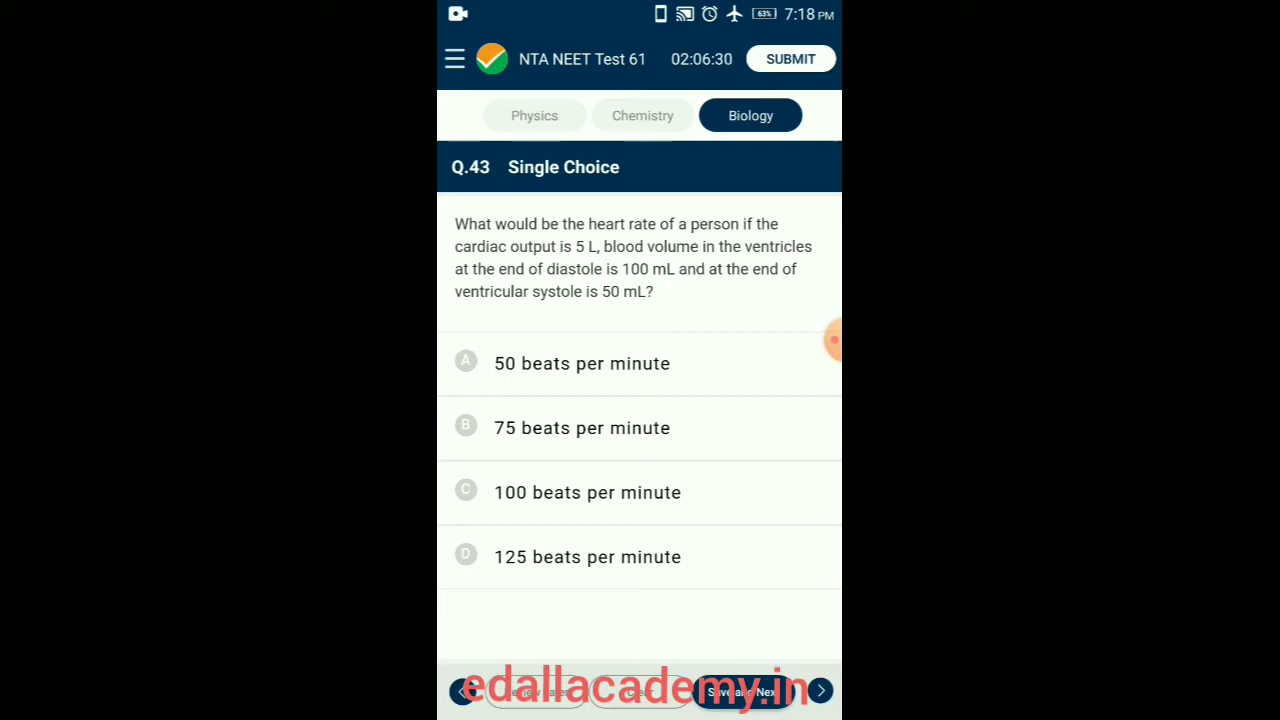 63%
7:18 PM
NTA NEET Test 61
02:06:30
SUBMIT
Physics
Chemistry
Biology
Q.43 Single Choice
What would be the heart rate of a person if the
cardiac output is 5 L, blood volume in the ventricles
at the end of diastole is 100 mL and at the end of
ventricular systole is 50 mL?
A 50 beats per minute
B 75 beats per minute
C 100 beats per minute
D 125 beats per minute
Save and Next
edallacademy.in